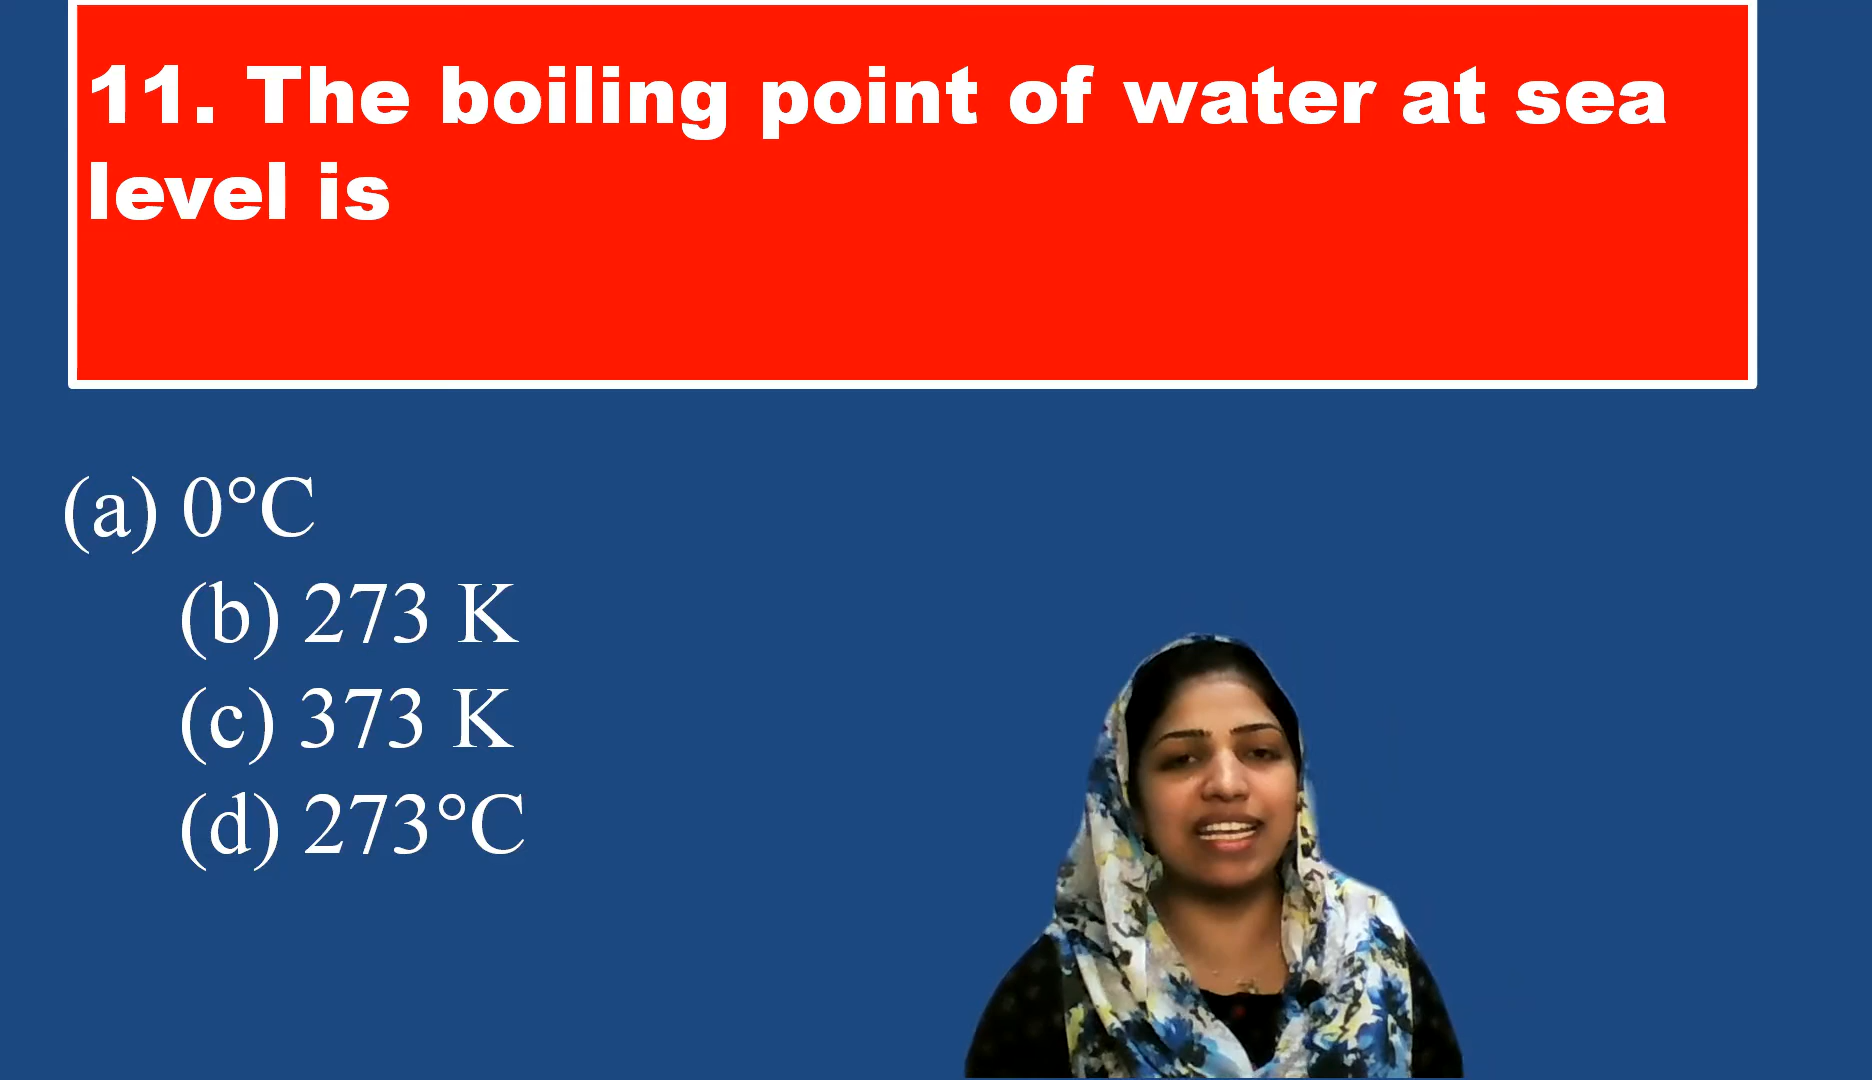 11. The boiling point of water at sea
level is
(a) 0°C
(b) 273 K
(c) 373 K
(d) 273°C